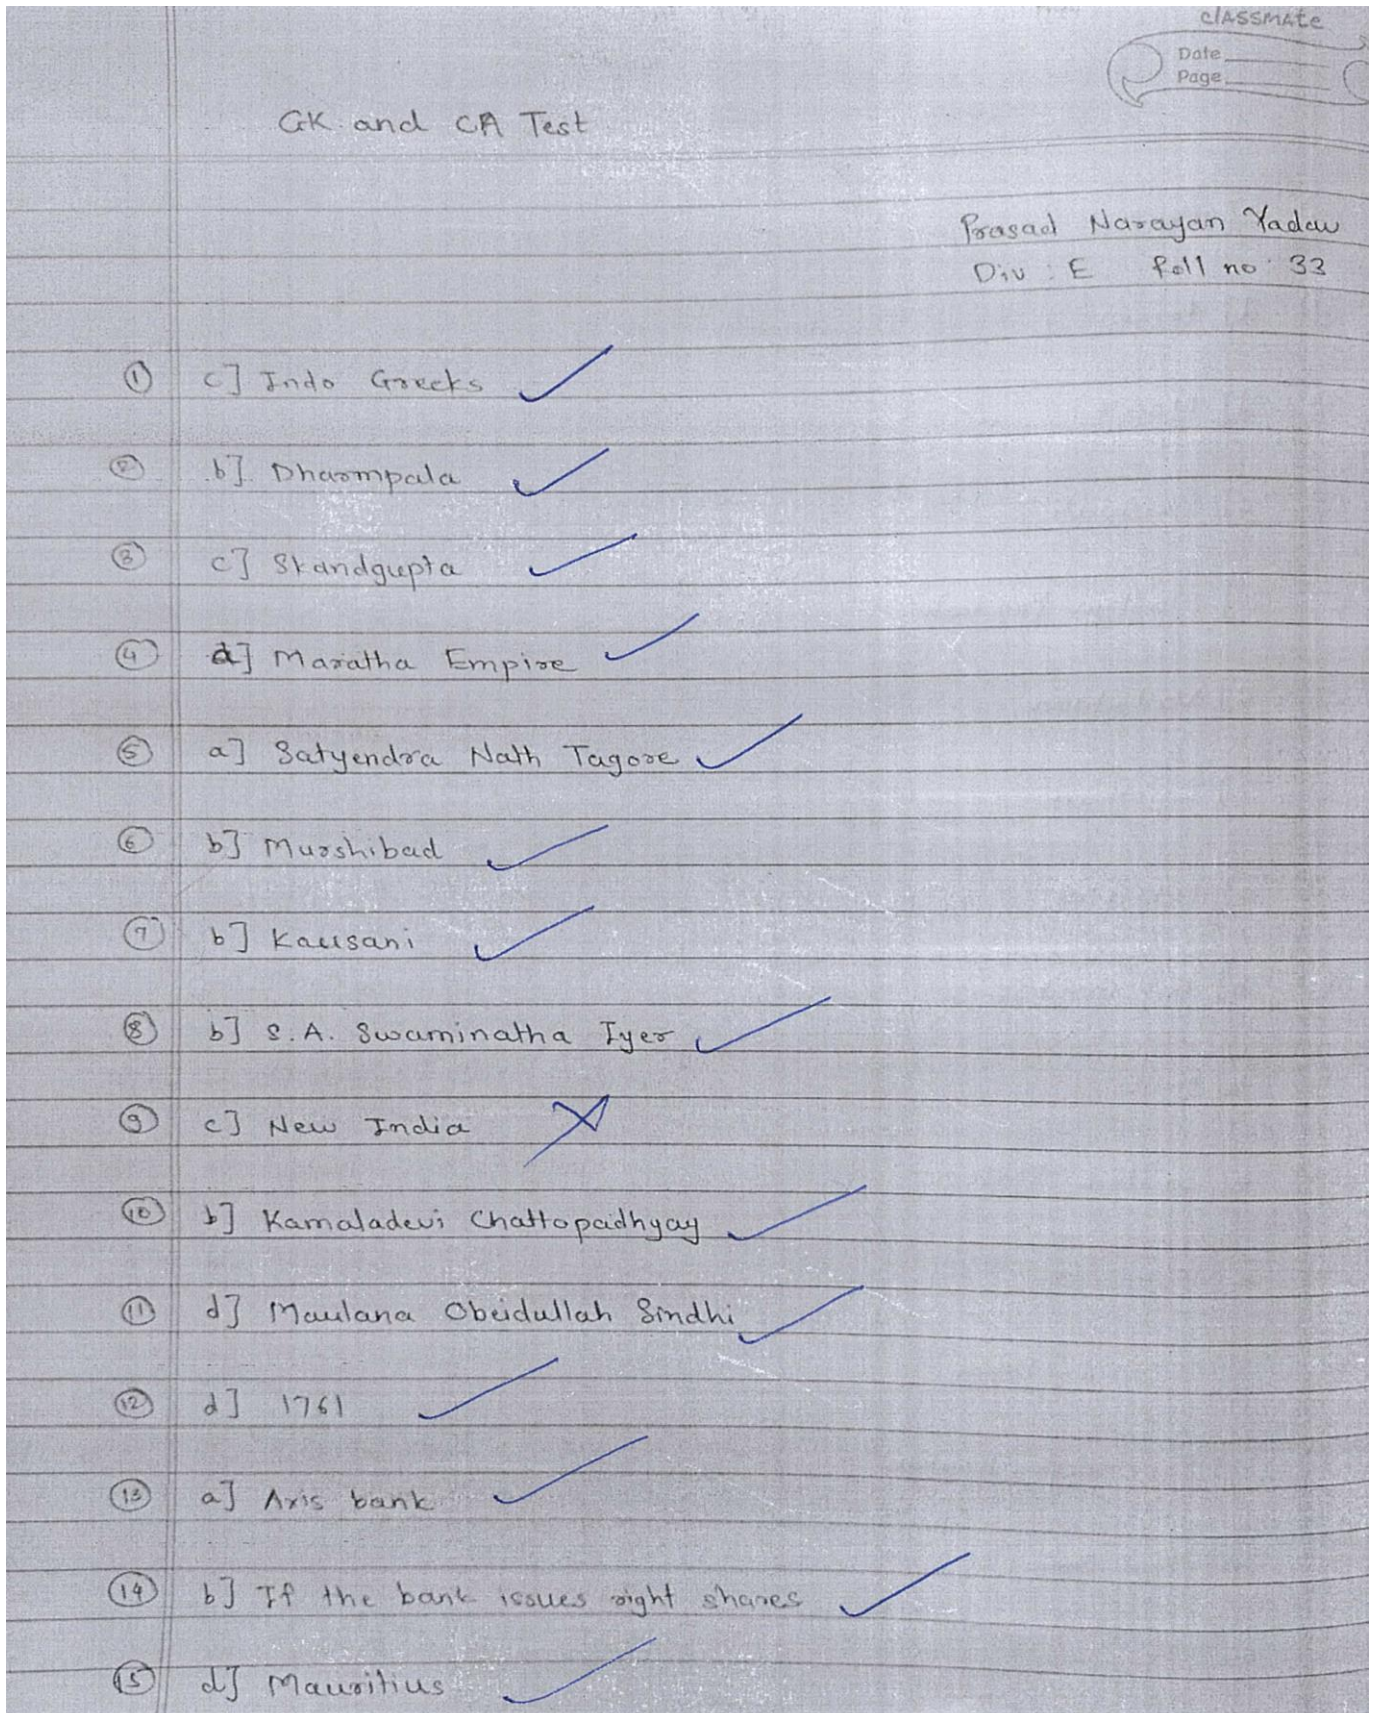 classmate
Date
Page
GK and CA Test
Prasad Narayan Yadav
Div : E Roll no : 33
1 c] Indo Greeks
2 b] Dharmpala
3 c] Skandgupta
4 d] Maratha Empire
5 a] Satyendra Nath Tagore
6 b] Murshibad
7 b] Kausani
8 b] S.A. Swaminatha Iyer
9 c] New India
10 b] Kamaladevi Chattopadhyay
11 d] Maulana Obeidullah Sindhi
12 d] 1761
13 a] Axis bank
14 b] If the bank issues right shares
15 d] Mauritius